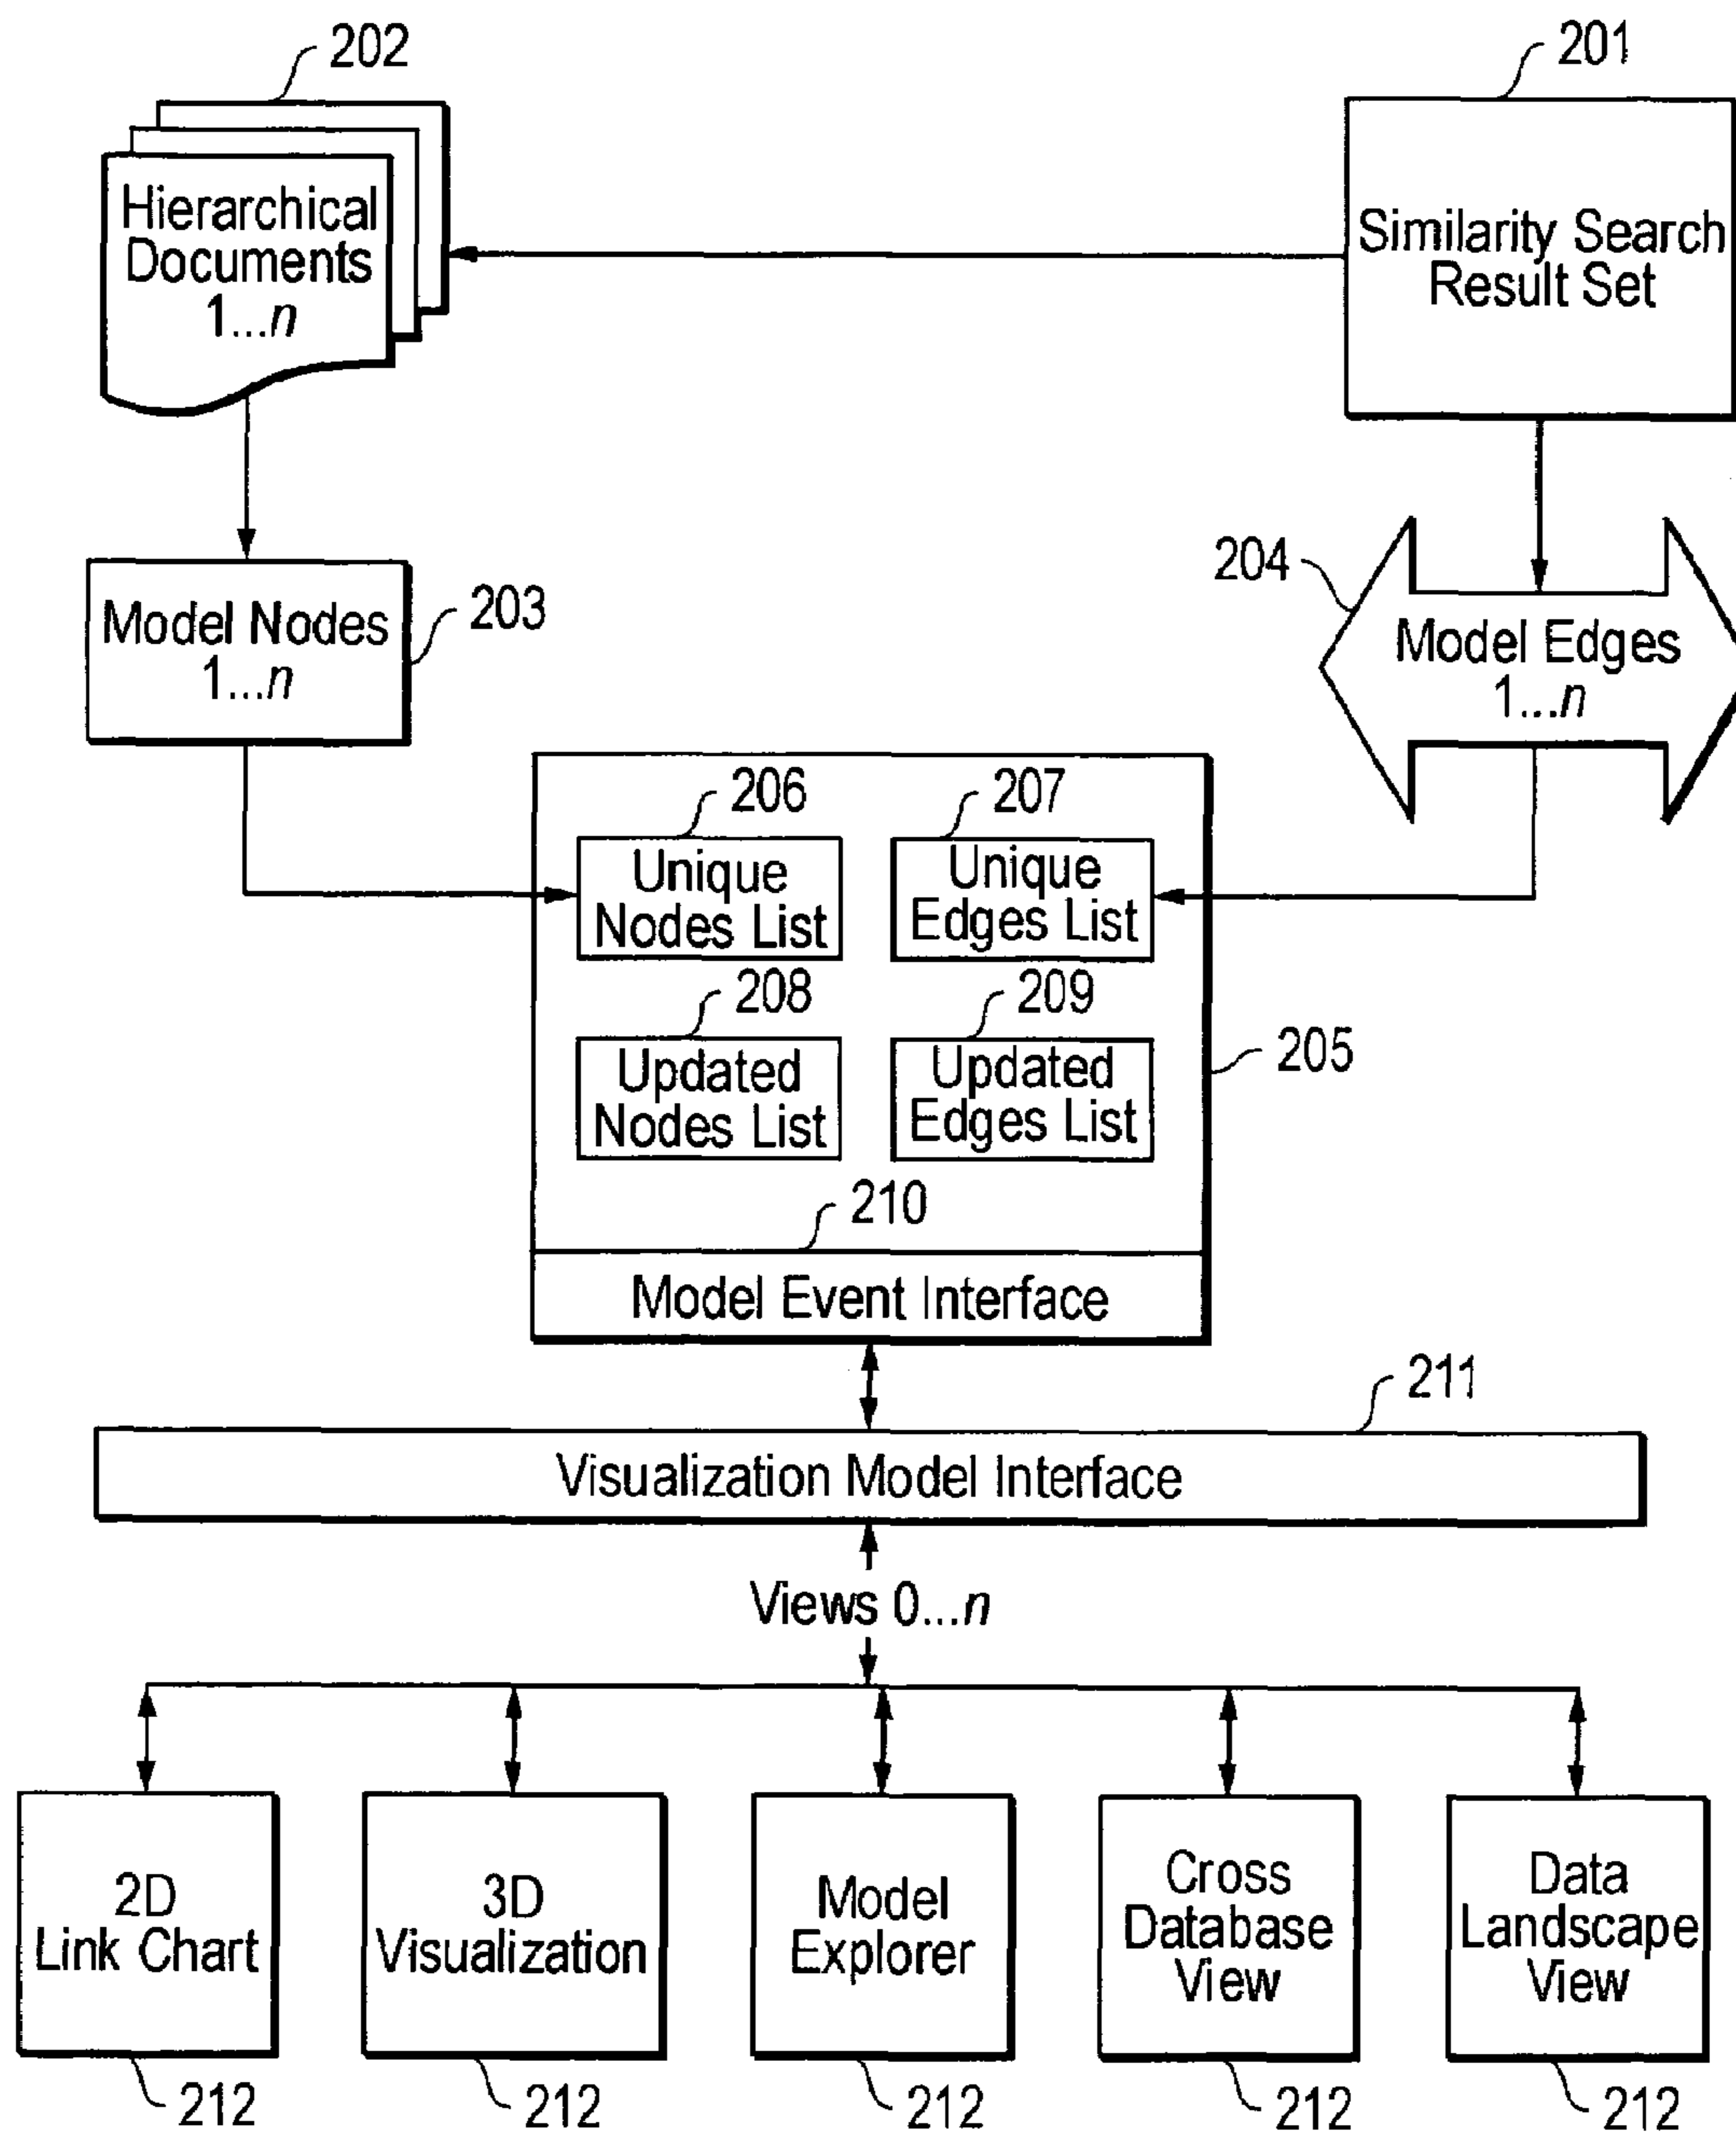 202
201
Hierarchical
Documents
1...n
Similarity Search
Result Set
204
Model Nodes
1...n
203
Model Edges
1...n
206
207
Unique
Nodes List
Unique
Edges List
208
209
Updated
Nodes List
Updated
Edges List
205
210
Model Event Interface
211
Visualization Model Interface
Views 0...n
2D
Link Chart
3D
Visualization
Model
Explorer
Cross
Database
View
Data
Landscape
View
212
212
212
212
212